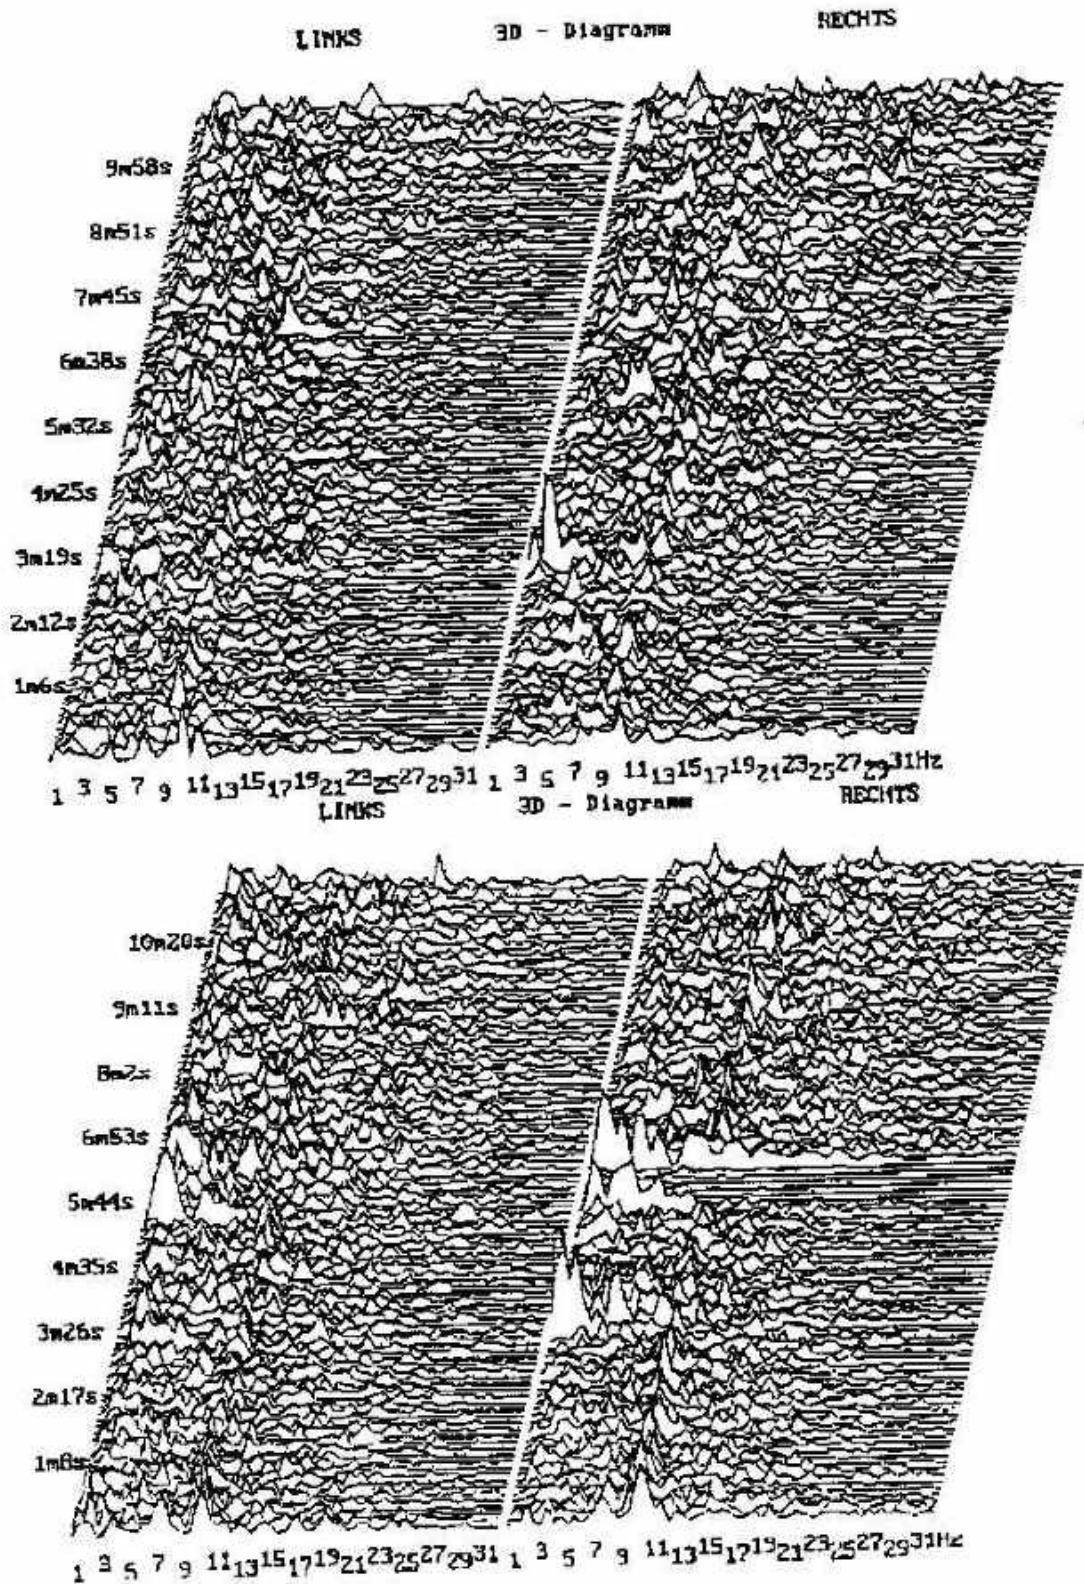 LINKS 3D - Diagramm RECHTS
9m58s
8m51s
7m45s
6m38s
5m32s
4m25s
3m19s
2m12s
1m6s
1 3 5 7 9 11 13 15 17 19 21 23 25 27 29 31 1 3 5 7 9 11 13 15 17 19 21 23 25 27 29 31Hz
LINKS 3D - Diagramm RECHTS
10m20s
9m11s
8m2s
6m53s
5m44s
4m35s
3m26s
2m17s
1m8s
1 3 5 7 9 11 13 15 17 19 21 23 25 27 29 31 1 3 5 7 9 11 13 15 17 19 21 23 25 27 29 31Hz